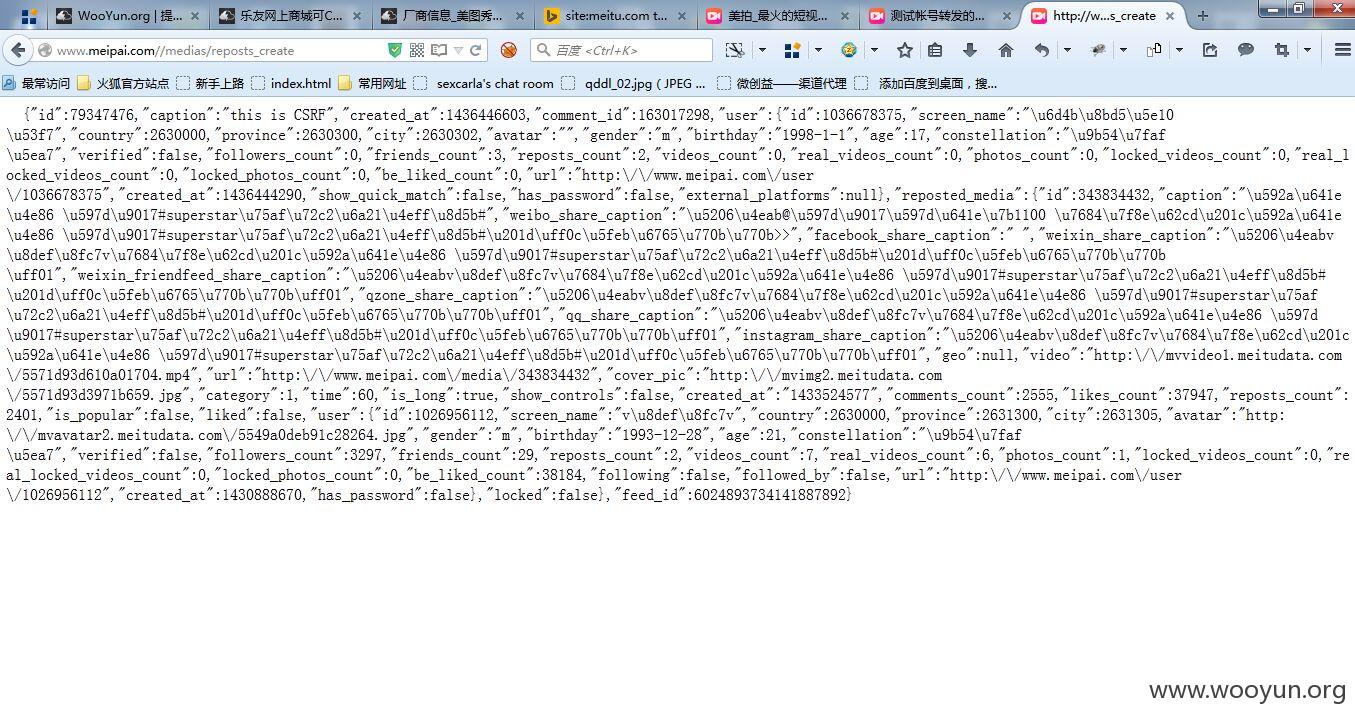 WooYun.org | 提...
乐友网上商城可C...
厂商信息_美图秀...
site:meitu.com t...
美拍_最火的短视...
测试帐号转发的...
http://w...s_create
www.meipai.com//medias/reposts_create
百度 <Ctrl+K>
最常访问 火狐官方站点 新手上路 index.html 常用网址 sexcarla's chat room qddl_02.jpg ( JPEG ... 微创益——渠道代理 添加百度到桌面，搜...
{"id":79347476,"caption":"this is CSRF","created_at":1436446603,"comment_id":163017298,"user":{"id":1036678375,"screen_name":"\u6d4b\u8bd5\u5e10
\u53f7","country":2630000,"province":2630300,"city":2630302,"avatar":"","gender":"m","birthday":"1998-1-1","age":17,"constellation":"\u9b54\u7faf
\u5ea7","verified":false,"followers_count":0,"friends_count":3,"reposts_count":2,"videos_count":0,"real_videos_count":0,"photos_count":0,"locked_videos_count":0,"real_l
ocked_videos_count":0,"locked_photos_count":0,"be_liked_count":0,"url":"http:\/\/www.meipai.com\/user
\/1036678375","created_at":1436444290,"show_quick_match":false,"has_password":false,"external_platforms":null},"reposted_media":{"id":343834432,"caption":"\u592a\u641e
\u4e86 \u597d\u9017#superstar\u75af\u72c2\u6a21\u4eff\u8d5b#","weibo_share_caption":"\u5206\u4eab@\u597d\u9017\u597d\u641e\u7b1100 \u7684\u7f8e\u62cd\u201c\u592a\u641e
\u4e86 \u597d\u9017#superstar\u75af\u72c2\u6a21\u4eff\u8d5b#\u201d\uff0c\u5feb\u6765\u770b\u770b>>","facebook_share_caption":" ","weixin_share_caption":"\u5206\u4eabv
\u8def\u8fc7v\u7684\u7f8e\u62cd\u201c\u592a\u641e\u4e86 \u597d\u9017#superstar\u75af\u72c2\u6a21\u4eff\u8d5b#\u201d\uff0c\u5feb\u6765\u770b\u770b
\uff01","weixin_friendfeed_share_caption":"\u5206\u4eabv\u8def\u8fc7v\u7684\u7f8e\u62cd\u201c\u592a\u641e\u4e86 \u597d\u9017#superstar\u75af\u72c2\u6a21\u4eff\u8d5b#
\u201d\uff0c\u5feb\u6765\u770b\u770b\uff01","qzone_share_caption":"\u5206\u4eabv\u8def\u8fc7v\u7684\u7f8e\u62cd\u201c\u592a\u641e\u4e86 \u597d\u9017#superstar\u75af
\u72c2\u6a21\u4eff\u8d5b#\u201d\uff0c\u5feb\u6765\u770b\u770b\uff01","qq_share_caption":"\u5206\u4eabv\u8def\u8fc7v\u7684\u7f8e\u62cd\u201c\u592a\u641e\u4e86 \u597d
\u9017#superstar\u75af\u72c2\u6a21\u4eff\u8d5b#\u201d\uff0c\u5feb\u6765\u770b\u770b\uff01","instagram_share_caption":"\u5206\u4eabv\u8def\u8fc7v\u7684\u7f8e\u62cd\u201c
\u592a\u641e\u4e86 \u597d\u9017#superstar\u75af\u72c2\u6a21\u4eff\u8d5b#\u201d\uff0c\u5feb\u6765\u770b\u770b\uff01","geo":null,"video":"http:\/\/mvvideo1.meitudata.com
\/5571d93d610a01704.mp4","url":"http:\/\/www.meipai.com\/media\/343834432","cover_pic":"http:\/\/mvimg2.meitudata.com
\/5571d93d3971b659.jpg","category":1,"time":60,"is_long":true,"show_controls":false,"created_at":"1433524577","comments_count":2555,"likes_count":37947,"reposts_count":
2401,"is_popular":false,"liked":false,"user":{"id":1026956112,"screen_name":"v\u8def\u8fc7v","country":2630000,"province":2631300,"city":2631305,"avatar":"http:
\/\/mvavatar2.meitudata.com\/5549a0deb91c28264.jpg","gender":"m","birthday":"1993-12-28","age":21,"constellation":"\u9b54\u7faf
\u5ea7","verified":false,"followers_count":3297,"friends_count":29,"reposts_count":2,"videos_count":7,"real_videos_count":6,"photos_count":1,"locked_videos_count":0,"re
al_locked_videos_count":0,"locked_photos_count":0,"be_liked_count":38184,"following":false,"followed_by":false,"url":"http:\/\/www.meipai.com\/user
\/1026956112","created_at":1430888670,"has_password":false},"locked":false},"feed_id":6024893734141887892}
www.wooyun.org